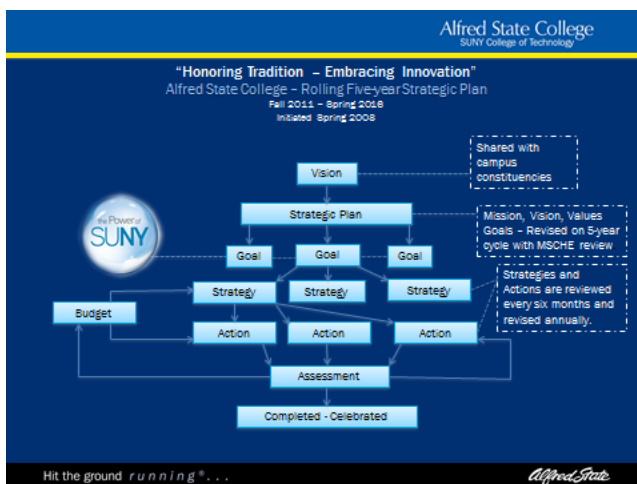 Alfred State College
SUNY College of Technology
“Honoring Tradition – Embracing Innovation”
Alfred State College – Rolling Five-year Strategic Plan
Fall 2011 – Spring 2016
Initiated Spring 2008
Shared with
campus
constituencies
Vision
Strategic Plan
Mission, Vision, Values
Goals – Revised on 5-year
cycle with MSCHE review
the Power of
SUNY
Goal
Goal
Goal
Strategy
Strategy
Strategy
Strategies and
Actions are reviewed
every six months and
revised annually.
Budget
Action
Action
Action
Assessment
Completed - Celebrated
Hit the ground running®...
Alfred State